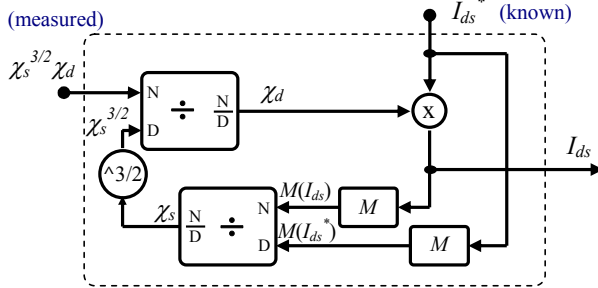 (measured)
I_ds^* (known)
χ_s^{3/2} χ_d
N
÷
N/D
D
χ_d
x
χ_s^{3/2}
^3/2
I_ds
χ_s
N/D
÷
N
D
M(I_ds)
M
M(I_ds^*)
M